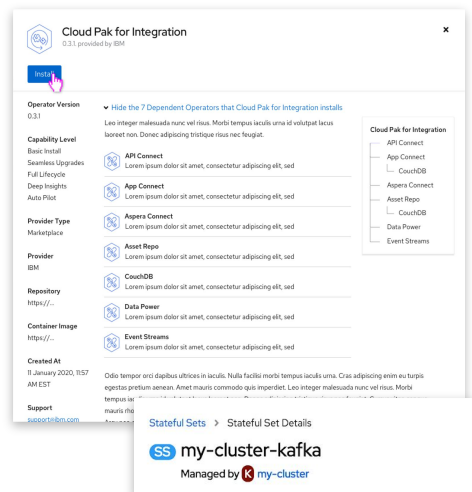 Cloud Pak for Integration
0.3.1. provided by IBM
Install
Operator Version
0.3.1
Capability Level
Basic Install
Seamless Upgrades
Full Lifecycle
Deep Insights
Auto Pilot
Provider Type
Marketplace
Provider
IBM
Repository
https://...
Container Image
https://...
Created At
11 January 2020, 11:57
AM EST
Support
support@ibm.com
Hide the 7 Dependent Operators that Cloud Pak for Integration installs
Leo integer malesuada nunc vel risus. Morbi tempus iaculis urna id volutpat lacus
laoreet non. Donec adipiscing tristique risus nec feugiat.
API Connect
Lorem ipsum dolor sit amet, consectetur adipiscing elit, sed
App Connect
Lorem ipsum dolor sit amet, consectetur adipiscing elit, sed
Aspera Connect
Lorem ipsum dolor sit amet, consectetur adipiscing elit, sed
Asset Repo
Lorem ipsum dolor sit amet, consectetur adipiscing elit, sed
CouchDB
Lorem ipsum dolor sit amet, consectetur adipiscing elit, sed
Data Power
Lorem ipsum dolor sit amet, consectetur adipiscing elit, sed
Event Streams
Lorem ipsum dolor sit amet, consectetur adipiscing elit, sed
Cloud Pak for Integration
API Connect
App Connect
CouchDB
Aspera Connect
Asset Repo
CouchDB
Data Power
Event Streams
Odio tempor orci dapibus ultrices in iaculis. Nulla facilisi morbi tempus iaculis urna. Cras adipiscing enim eu turpis
egestas pretium aenean. Amet mauris commodo quis imperdiet. Leo integer malesuada nunc vel risus. Morbi
tempus
mauris
Stateful Sets > Stateful Set Details
SS my-cluster-kafka
Managed by K my-cluster